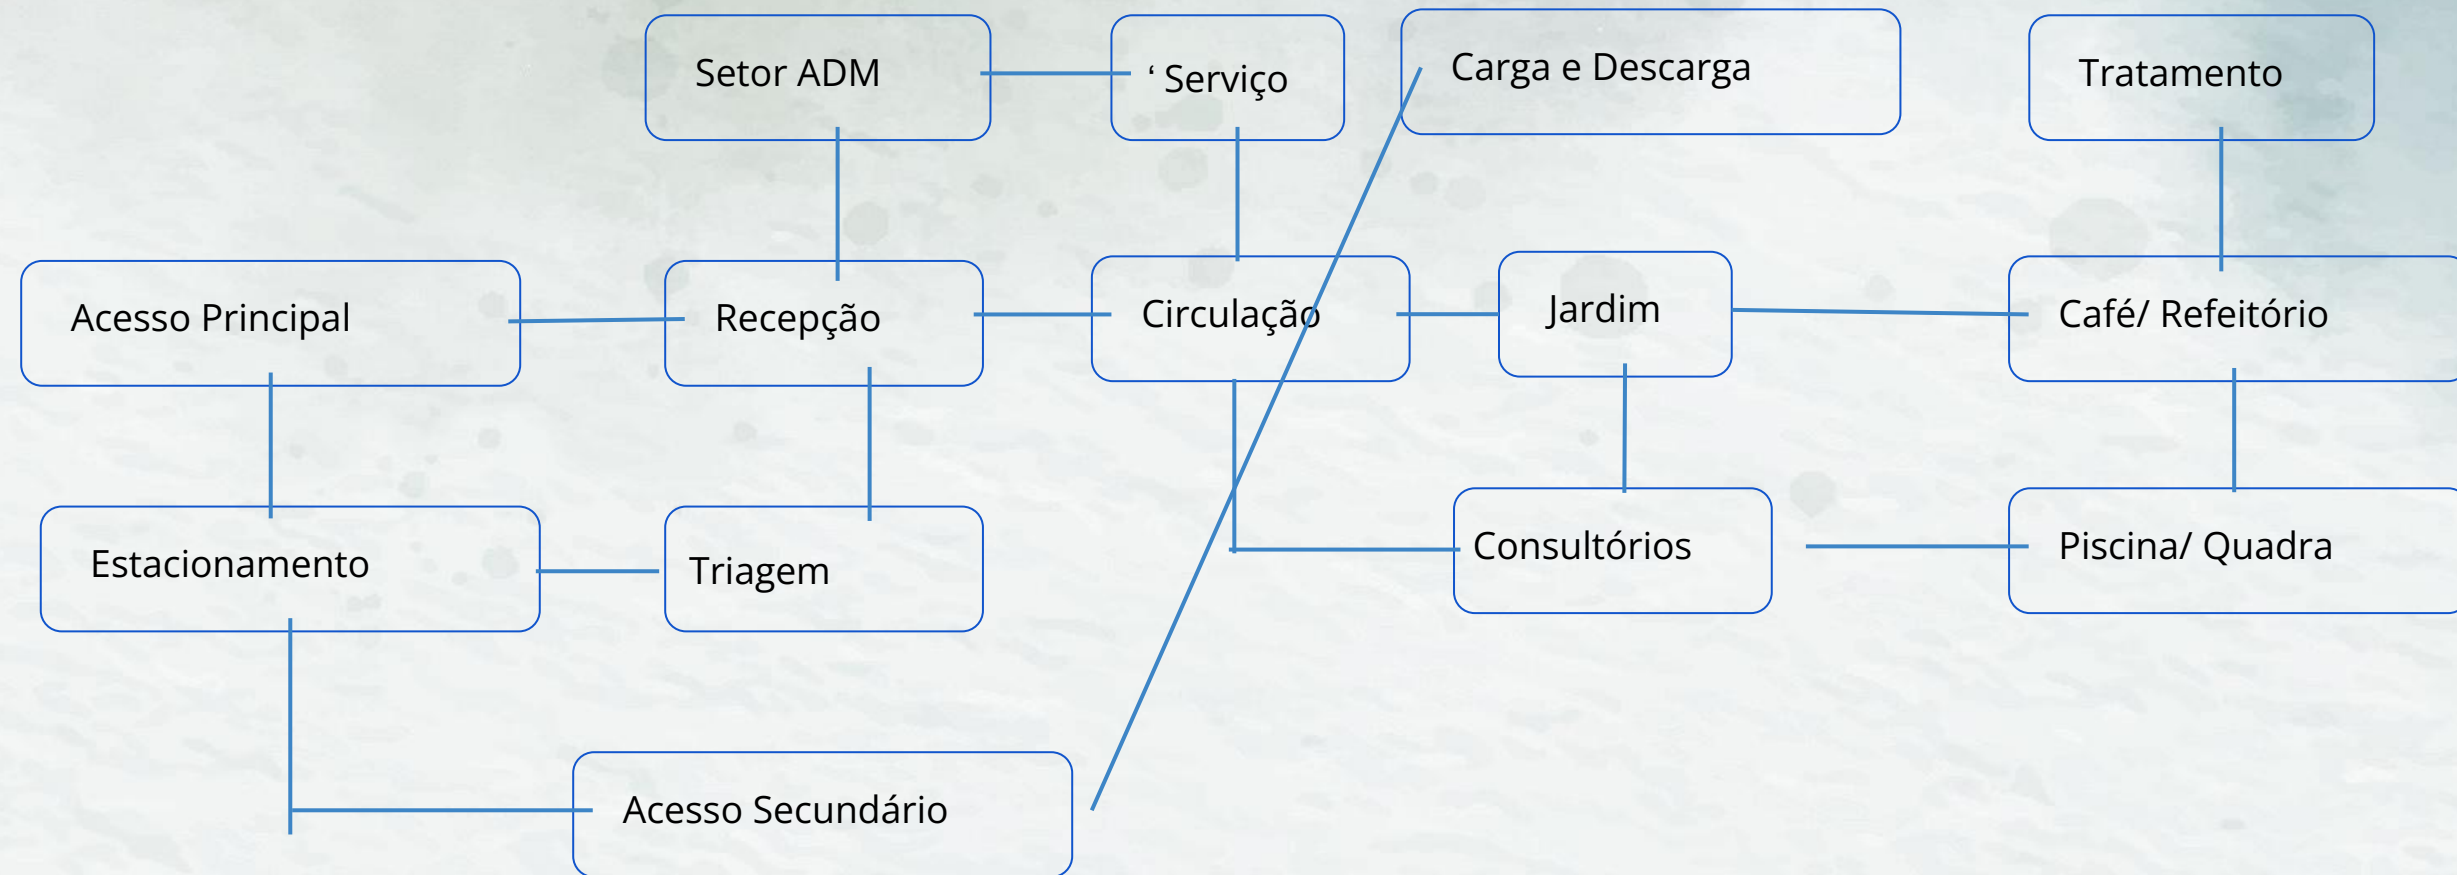 Setor ADM
‘ Serviço
Carga e Descarga
Tratamento
Acesso Principal
Recepção
Circulação
Jardim
Café/ Refeitório
Estacionamento
Triagem
Consultórios
Piscina/ Quadra
Acesso Secundário